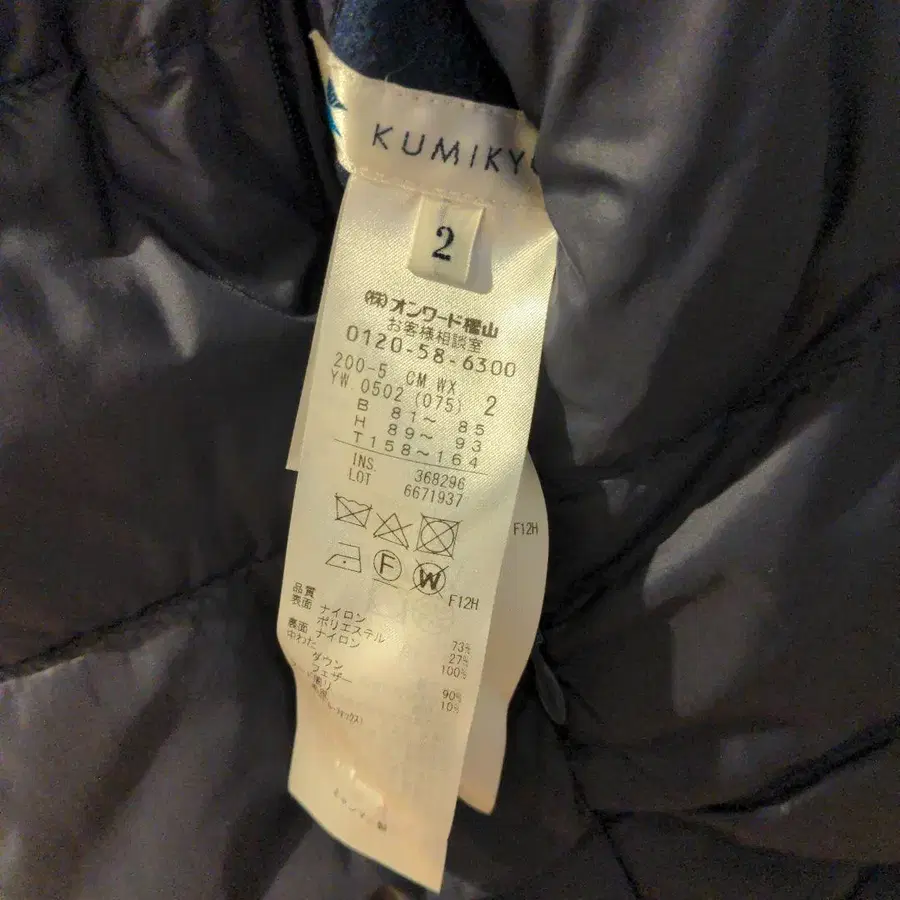 KUMIKY
2
(株)オンワード樫山
お客様相談室
0120-58-6300
200-5 CM WX
YW 0502 (075) 2
B 81〜 85
H 89〜 93
T158〜164
INS. 368296
LOT 6671937
F12H
F
W
F12H
品質
表面 ナイロン 73%
ポリエステル 27%
裏面 ナイロン 100%
中わた
ダウン 90%
フェザー 10%